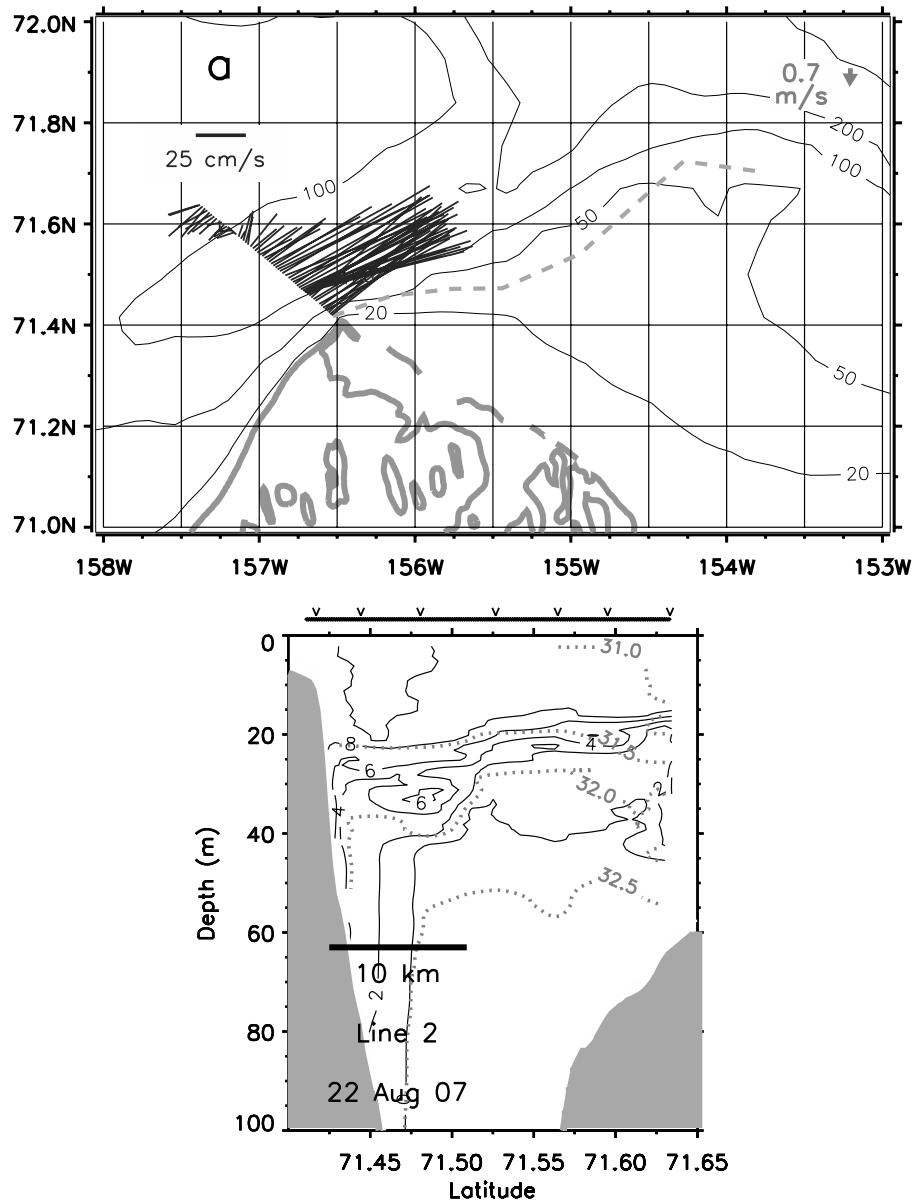 72.0N
a
0.7
m/s
71.8N
200
25 cm/s
100
100
71.6N
50
71.4N
20
50
71.2N
20
71.0N
158W 157W 156W 155W 154W 153W
v v v v v v v
0
31.0
20
8
4
31.5
6
2
32.0
6
4
40
Depth (m)
32.5
60
10 km
2
80
Line 2
22 Aug 07
0
100
71.45 71.50 71.55 71.60 71.65
Latitude